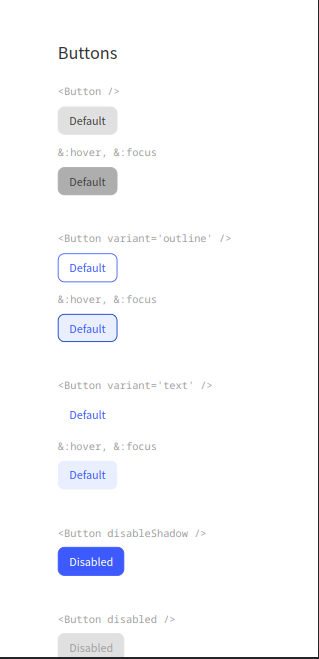 Buttons
<Button />
Default
&:hover, &:focus
Default
<Button variant='outline' />
Default
&:hover, &:focus
Default
<Button variant='text' />
Default
&:hover, &:focus
Default
<Button disableShadow />
Disabled
<Button disabled />
Disabled